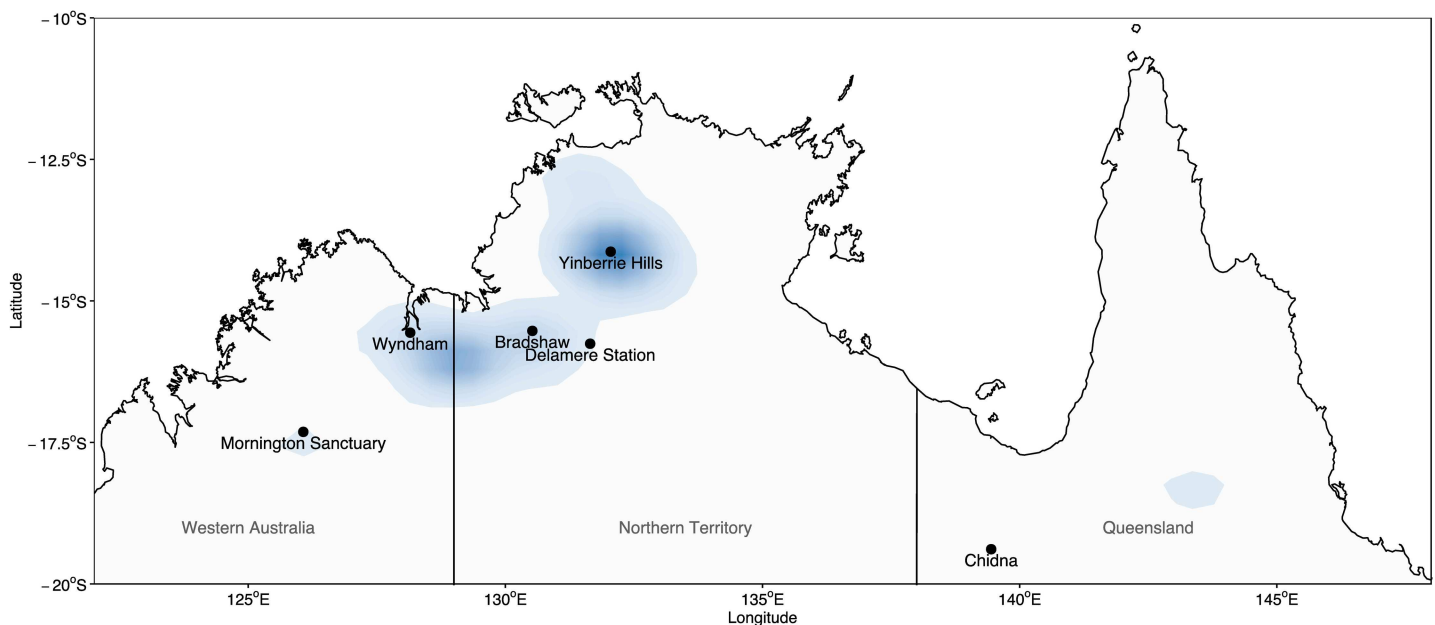 −10°S
−12.5°S
Yinberrie Hills
−15°S
Latitude
Wyndham
Bradshaw
Delamere Station
−17.5°S
Mornington Sanctuary
Western Australia
Northern Territory
Queensland
Chidna
−20°S
125°E
130°E
135°E
140°E
145°E
Longitude